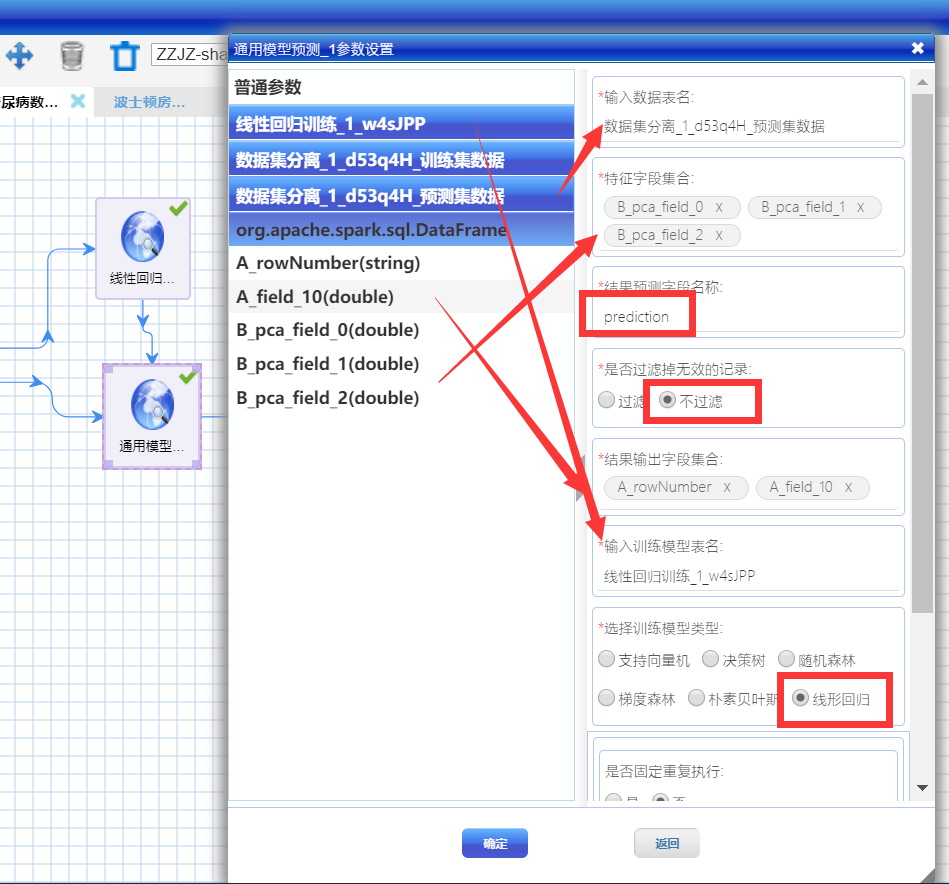 ZZJZ-sha
尿病数...
波士顿房...
线性回归...
通用模型...
通用模型预测_1参数设置
普通参数
线性回归训练_1_w4sJPP
数据集分离_1_d53q4H_训练集数据
数据集分离_1_d53q4H_预测集数据
org.apache.spark.sql.DataFrame
A_rowNumber(string)
A_field_10(double)
B_pca_field_0(double)
B_pca_field_1(double)
B_pca_field_2(double)
*输入数据表名:
数据集分离_1_d53q4H_预测集数据
*特征字段集合:
B_pca_field_0 x B_pca_field_1 x
B_pca_field_2 x
*结果预测字段名称:
prediction
*是否过滤掉无效的记录:
过滤 不过滤
*结果输出字段集合:
A_rowNumber x A_field_10 x
*输入训练模型表名:
线性回归训练_1_w4sJPP
*选择训练模型类型:
支持向量机 决策树 随机森林
梯度森林 朴素贝叶斯 线形回归
是否固定重复执行:
是 否
确定 返回